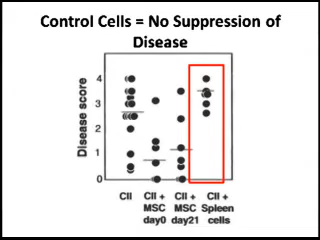 Control Cells = No Suppression of
Disease
Disease score
4
3
2
1
0
CII
CII +
MSC
day0
CII +
MSC
day21
CII +
Spleen
cells